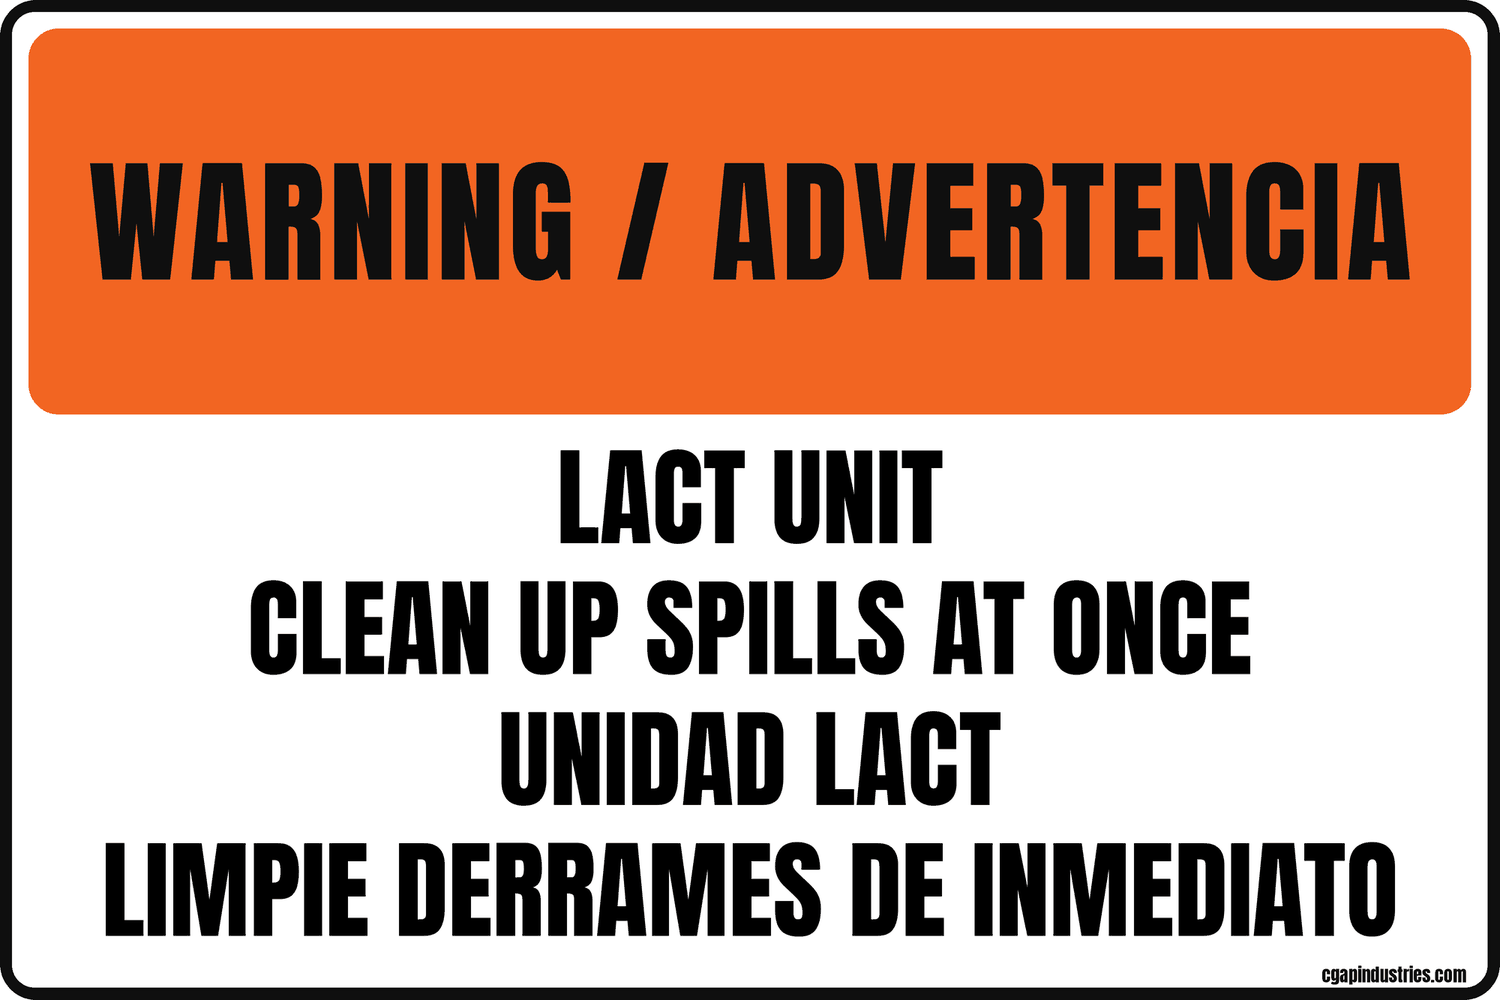 WARNING / ADVERTENCIA
LACT UNIT
CLEAN UP SPILLS AT ONCE
UNIDAD LACT
LIMPIE DERRAMES DE INMEDIATO
cgapindustries.com